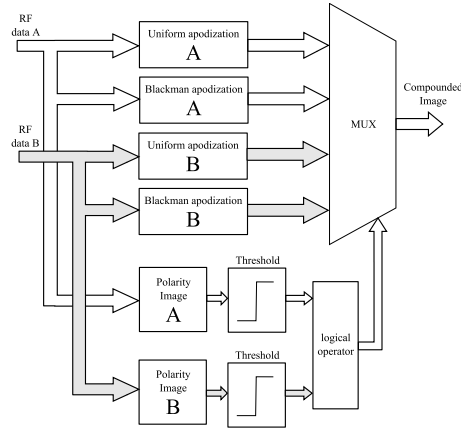 RF
data A
Uniform apodization
A
Blackman apodization
A
RF
data B
Uniform apodization
B
Blackman apodization
B
MUX
Compounded
Image
Polarity
Image
A
Threshold
logical
operator
Polarity
Image
B
Threshold